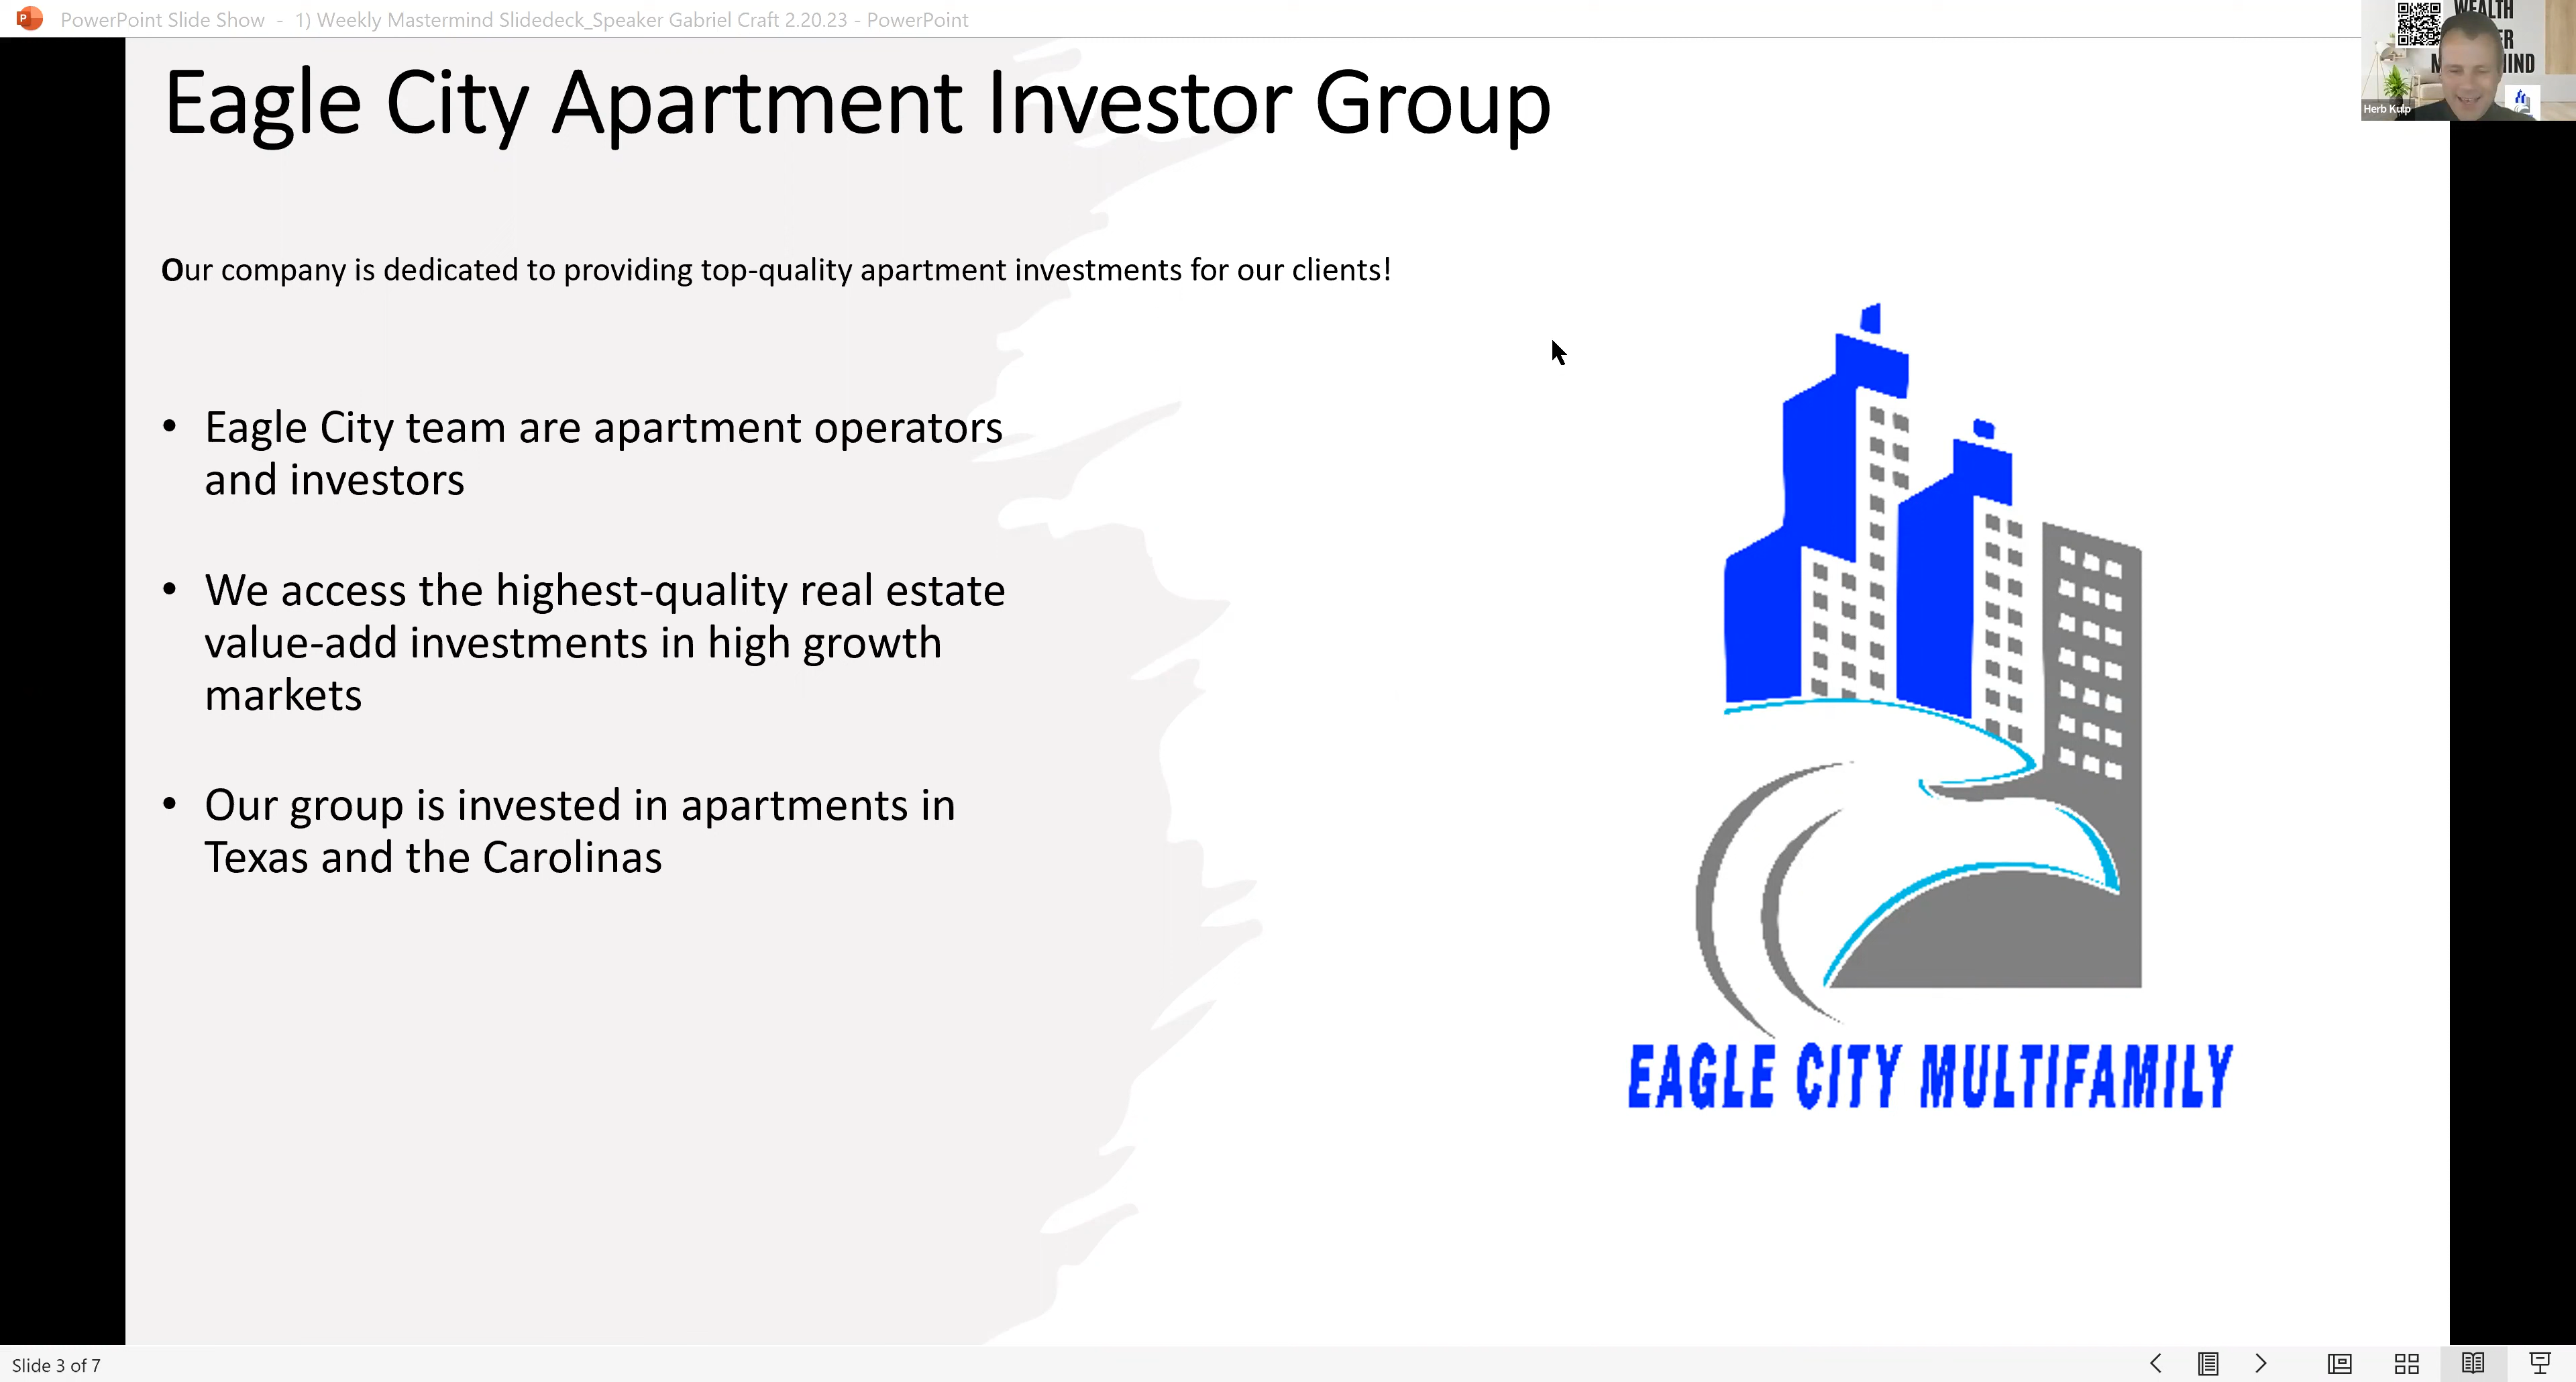 PowerPoint Slide Show - 1) Weekly Mastermind Slidedeck_Speaker Gabriel Craft 2.20.23 - PowerPoint
WEALTH
MIND
Herb Kulp
Eagle City Apartment Investor Group
Our company is dedicated to providing top-quality apartment investments for our clients!
• Eagle City team are apartment operators
and investors
• We access the highest-quality real estate
value-add investments in high growth
markets
• Our group is invested in apartments in
Texas and the Carolinas
EAGLE CITY MULTIFAMILY
Slide 3 of 7